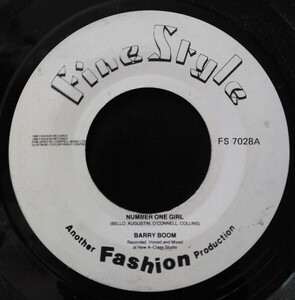 Fine Style
FS 7028A
NUMBER ONE GIRL
(BELLO, AUGUSTIN, O'CONNELL, COLLINS)
BARRY BOOM
Recorded, Voiced and Mixed
at New A-Class Studio
Another Fashion Production